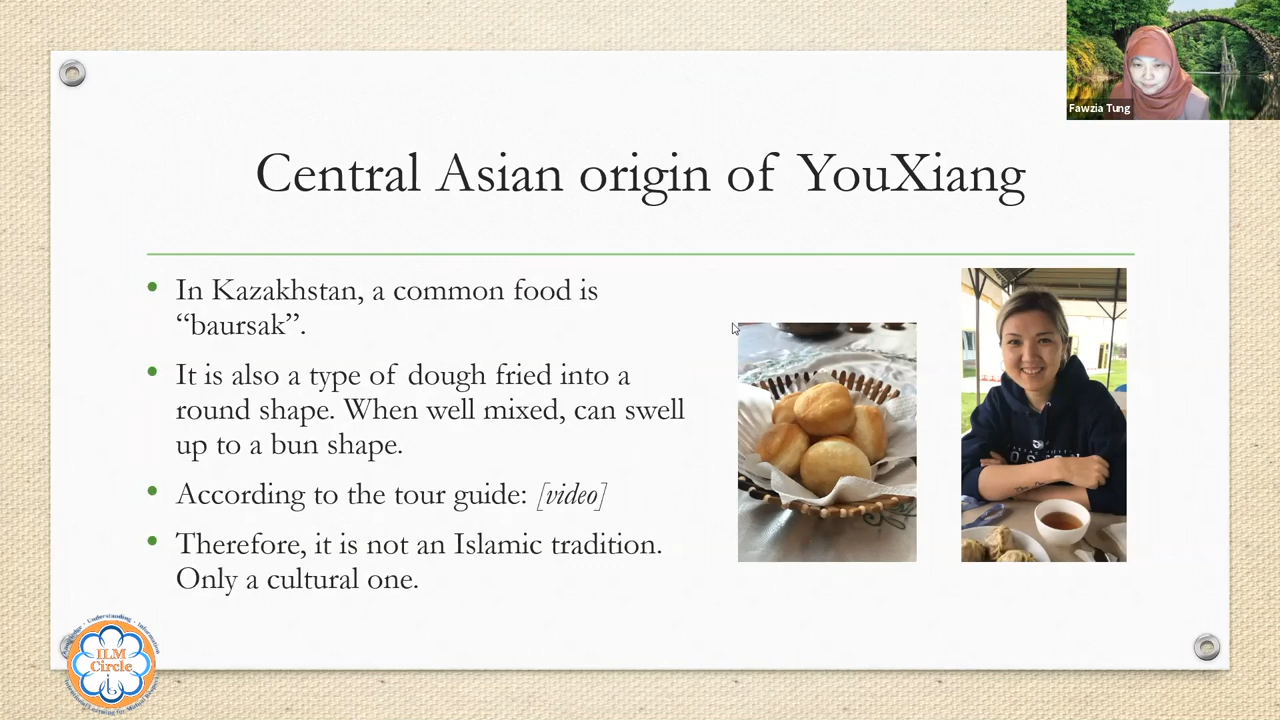 Fawzia Tung
Central Asian origin of YouXiang
• In Kazakhstan, a common food is
“baursak”.
• It is also a type of dough fried into a
round shape. When well mixed, can swell
up to a bun shape.
• According to the tour guide: [video]
• Therefore, it is not an Islamic tradition.
Only a cultural one.
ILM
Circle